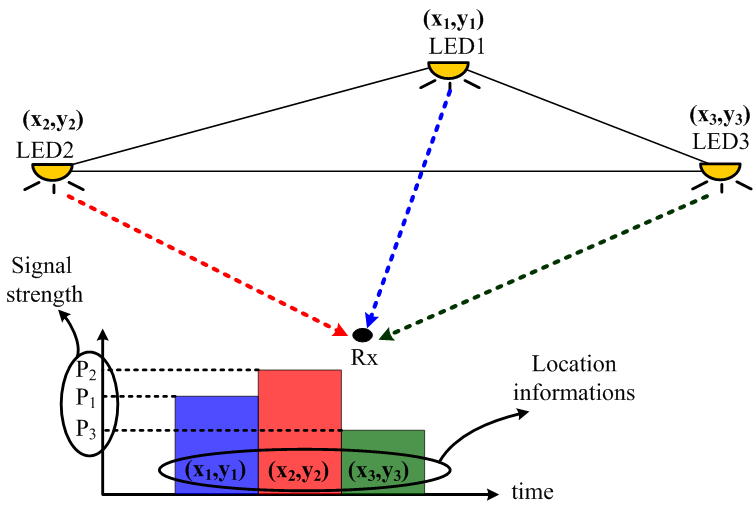 (x₁,y₁)
LED1
(x₂,y₂)
LED2
(x₃,y₃)
LED3
Signal
strength
Rx
Location
informations
P₂
P₁
P₃
(x₁,y₁) (x₂,y₂) (x₃,y₃)
time